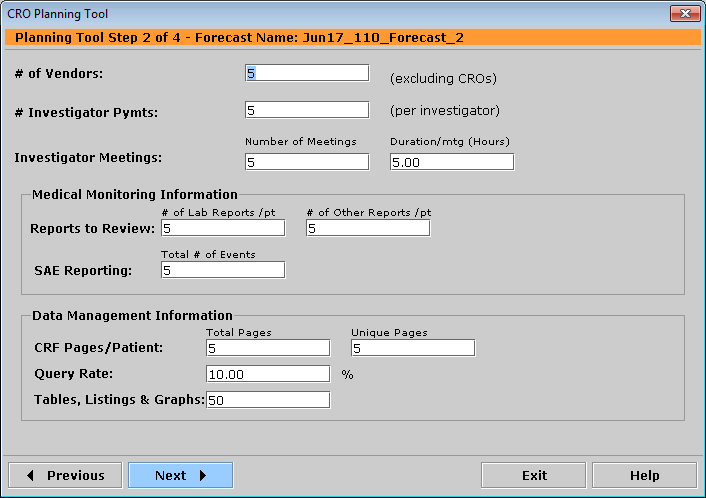 CRO Planning Tool
Planning Tool Step 2 of 4 - Forecast Name: Jun17_110_Forecast_2
# of Vendors: 5 (excluding CROs)
# Investigator Pymts: 5 (per investigator)
Number of Meetings Duration/mtg (Hours)
Investigator Meetings: 5 5.00
Medical Monitoring Information
# of Lab Reports /pt # of Other Reports /pt
Reports to Review: 5 5
Total # of Events
SAE Reporting: 5
Data Management Information
Total Pages Unique Pages
CRF Pages/Patient: 5 5
Query Rate: 10.00 %
Tables, Listings & Graphs: 50
Previous Next Exit Help